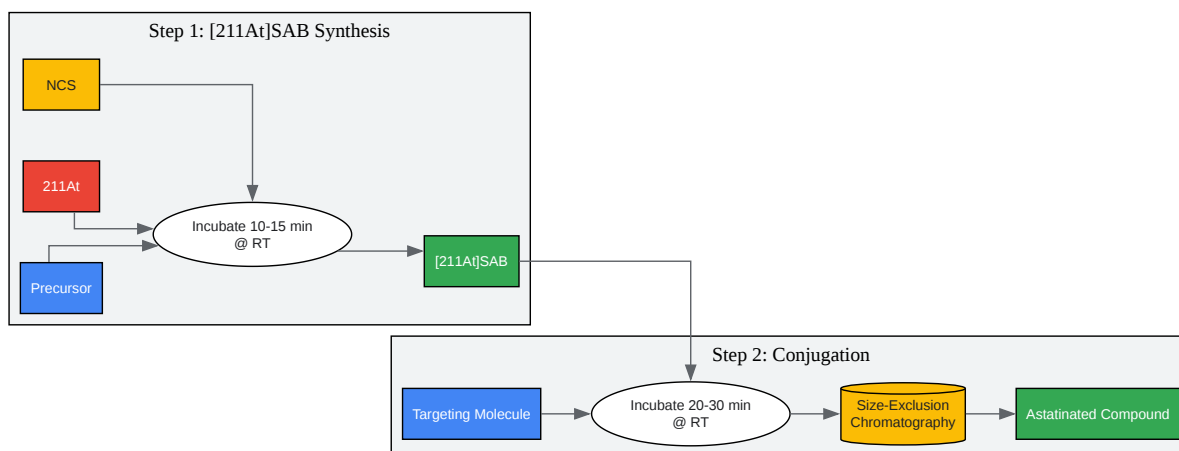 Step 1: [211At]SAB Synthesis
NCS
211At
Incubate 10-15 min
@ RT
[211At]SAB
Precursor
Step 2: Conjugation
Targeting Molecule
Incubate 20-30 min
@ RT
Size-Exclusion
Chromatography
Astatinated Compound